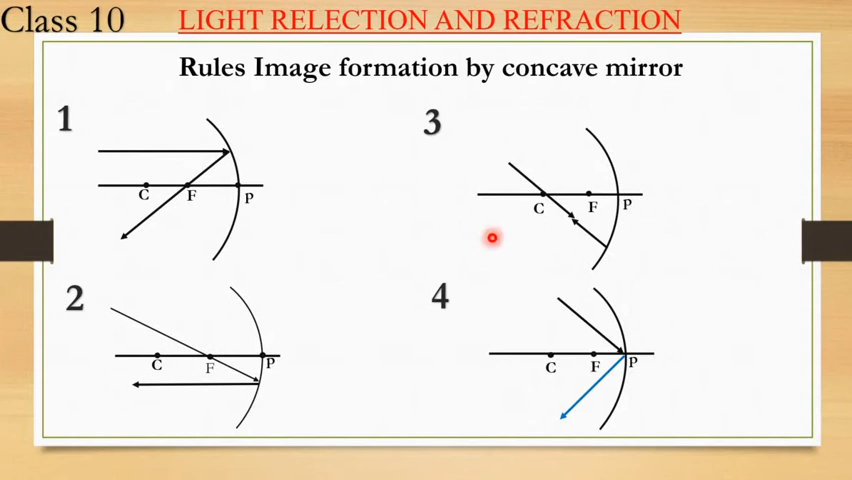 Class 10
LIGHT RELECTION AND REFRACTION
Rules Image formation by concave mirror
1
C F P
2
C F P
3
C F P
4
C F P